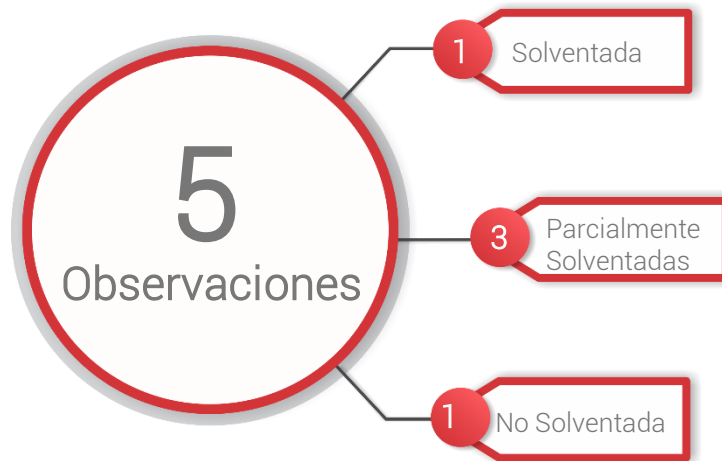 5
Observaciones
1
Solventada
3
Parcialmente
Solventadas
1
No Solventada